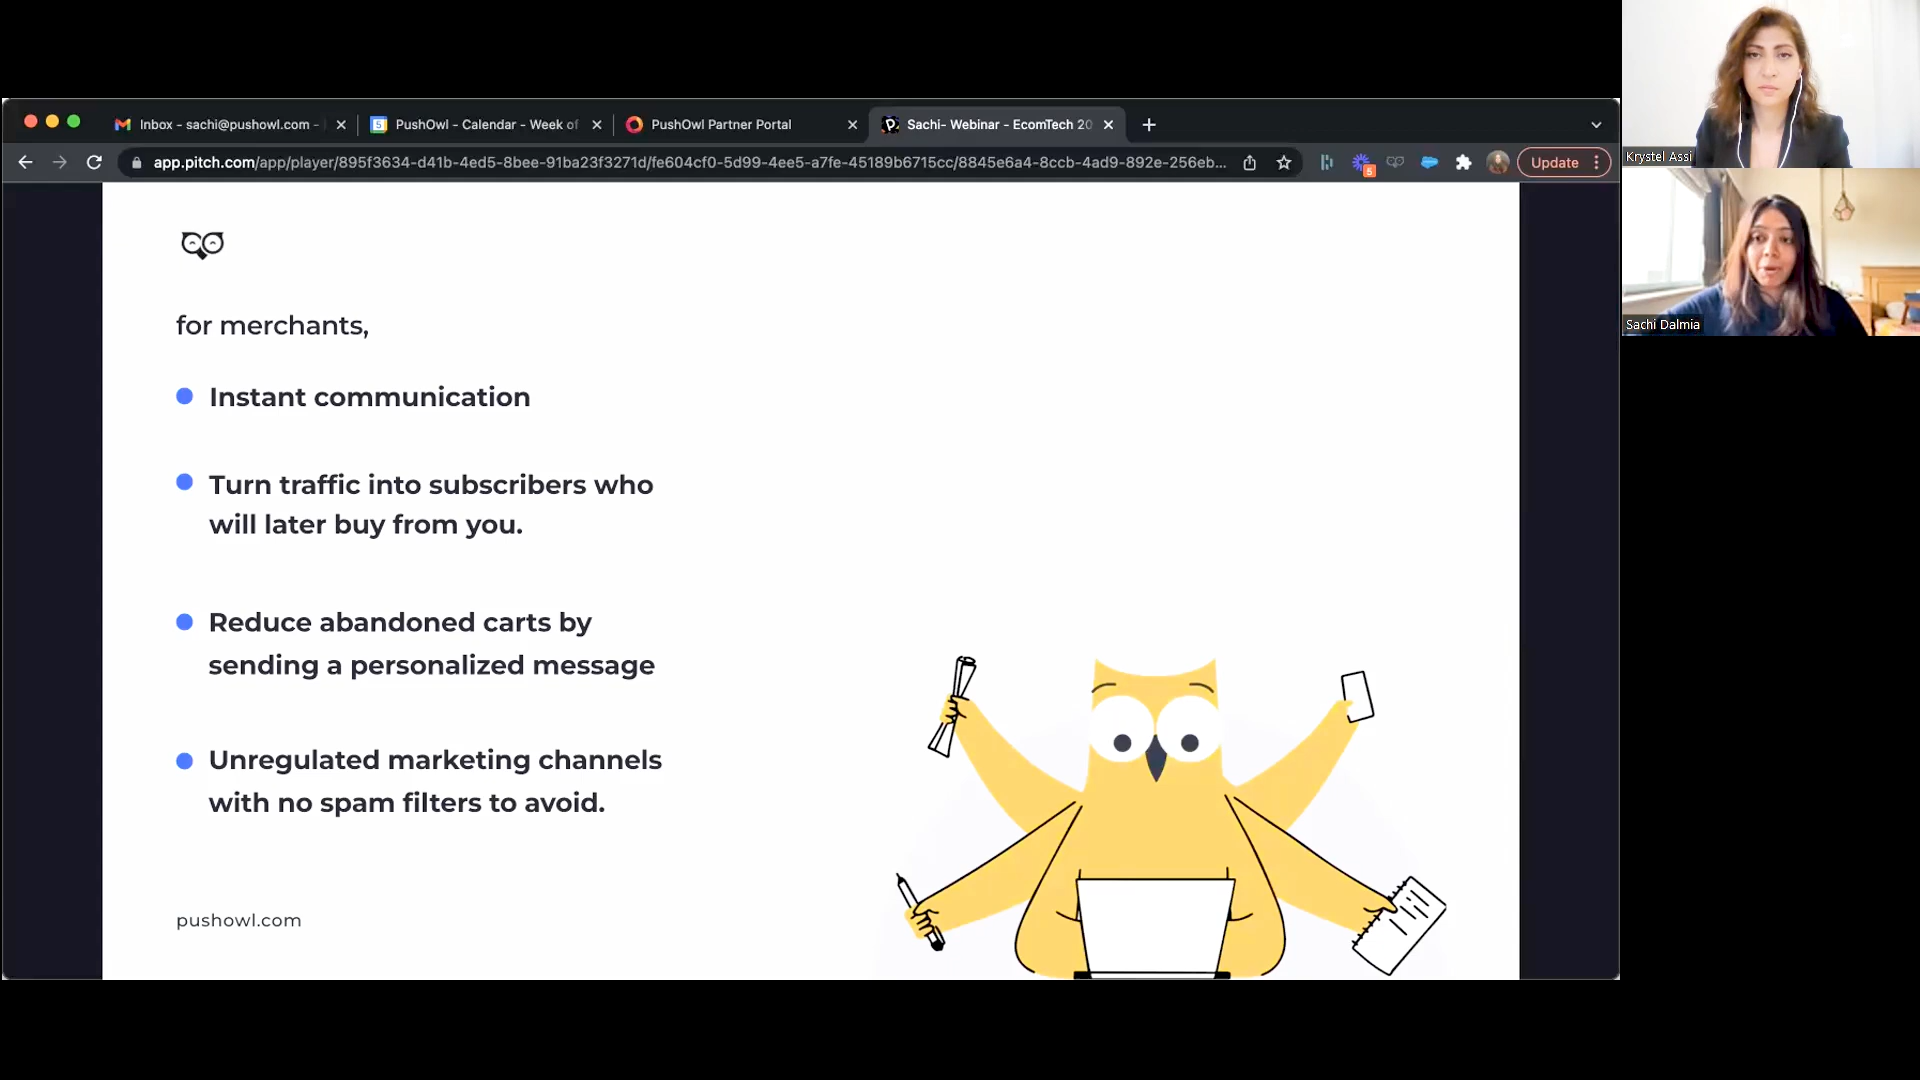 Inbox - sachi@pushowl.com -
PushOwl - Calendar - Week of
PushOwl Partner Portal
Sachi- Webinar - EcomTech 20
app.pitch.com/app/player/895f3634-d41b-4ed5-8bee-91ba23f3271d/fe604cf0-5d99-4ee5-a7fe-45189b6715cc/8845e6a4-8ccb-4ad9-892e-256eb...
5
Update
Krystel Assi
Sachi Dalmia
for merchants,
Instant communication
Turn traffic into subscribers who
will later buy from you.
Reduce abandoned carts by
sending a personalized message
Unregulated marketing channels
with no spam filters to avoid.
pushowl.com